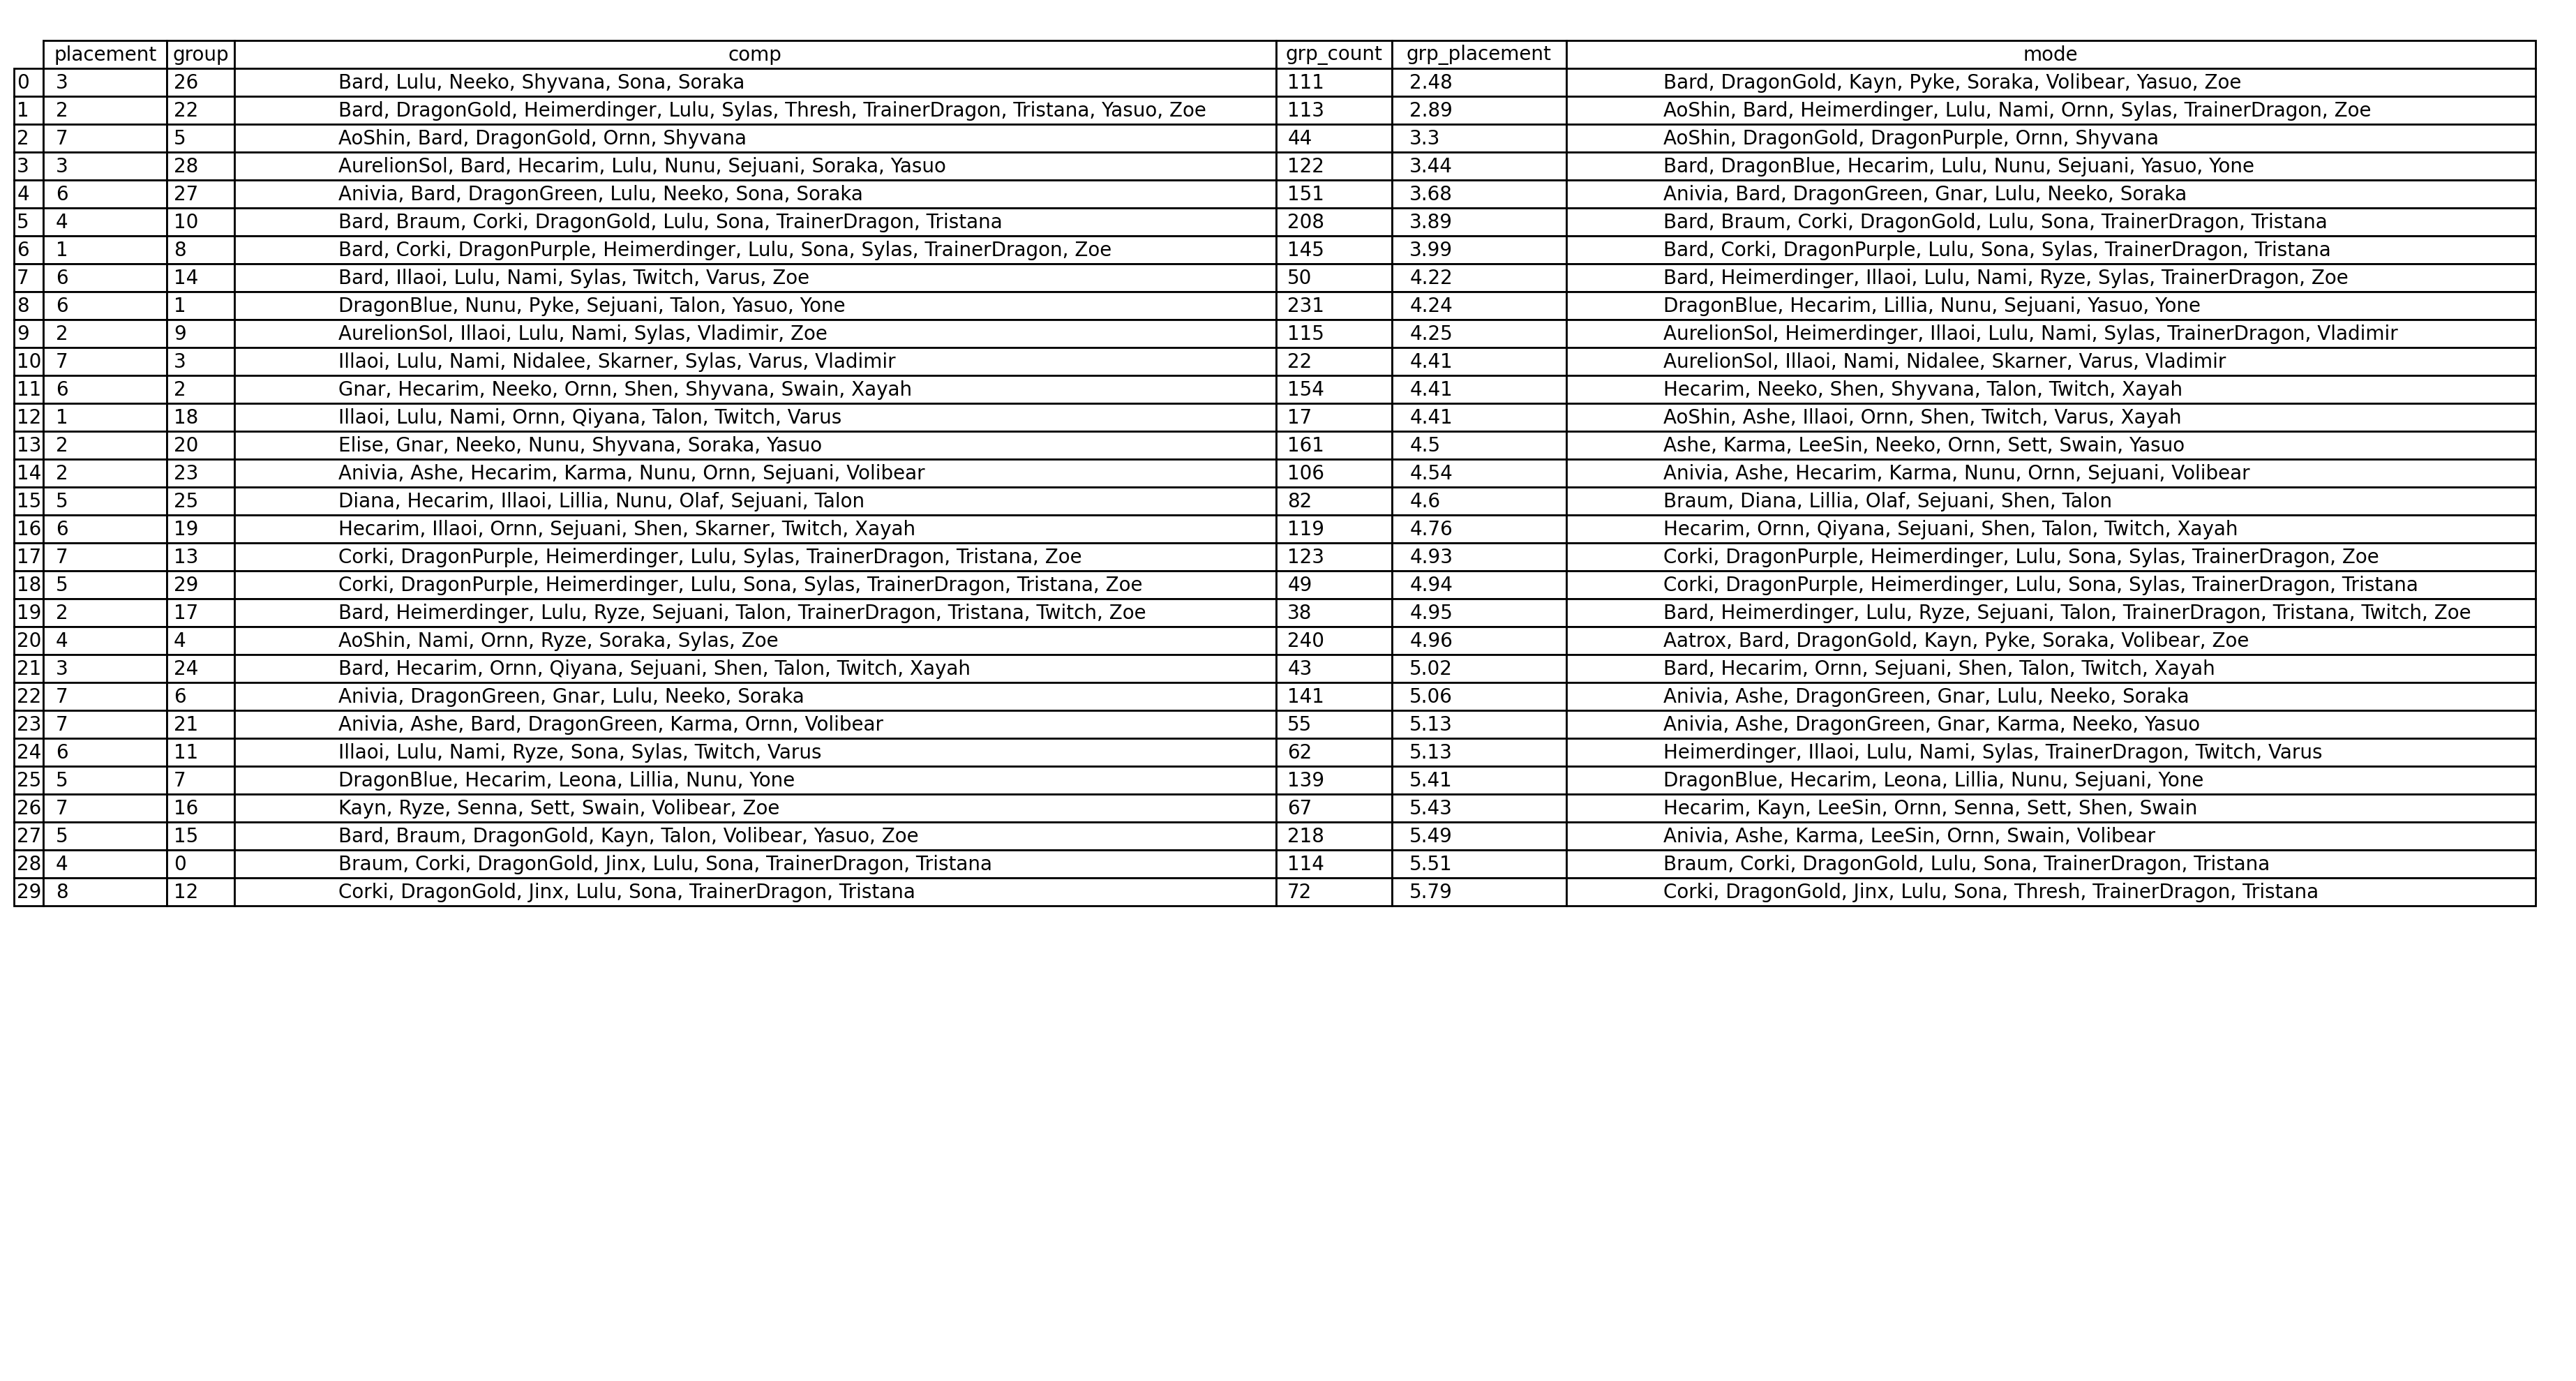 placement group comp grp_count grp_placement mode
0 3 26 Bard, Lulu, Neeko, Shyvana, Sona, Soraka 111 2.48 Bard, DragonGold, Kayn, Pyke, Soraka, Volibear, Yasuo, Zoe
1 2 22 Bard, DragonGold, Heimerdinger, Lulu, Sylas, Thresh, TrainerDragon, Tristana, Yasuo, Zoe 113 2.89 AoShin, Bard, Heimerdinger, Lulu, Nami, Ornn, Sylas, TrainerDragon, Zoe
2 7 5 AoShin, Bard, DragonGold, Ornn, Shyvana 44 3.3 AoShin, DragonGold, DragonPurple, Ornn, Shyvana
3 3 28 AurelionSol, Bard, Hecarim, Lulu, Nunu, Sejuani, Soraka, Yasuo 122 3.44 Bard, DragonBlue, Hecarim, Lulu, Nunu, Sejuani, Yasuo, Yone
4 6 27 Anivia, Bard, DragonGreen, Lulu, Neeko, Sona, Soraka 151 3.68 Anivia, Bard, DragonGreen, Gnar, Lulu, Neeko, Soraka
5 4 10 Bard, Braum, Corki, DragonGold, Lulu, Sona, TrainerDragon, Tristana 208 3.89 Bard, Braum, Corki, DragonGold, Lulu, Sona, TrainerDragon, Tristana
6 1 8 Bard, Corki, DragonPurple, Heimerdinger, Lulu, Sona, Sylas, TrainerDragon, Zoe 145 3.99 Bard, Corki, DragonPurple, Lulu, Sona, Sylas, TrainerDragon, Tristana
7 6 14 Bard, Illaoi, Lulu, Nami, Sylas, Twitch, Varus, Zoe 50 4.22 Bard, Heimerdinger, Illaoi, Lulu, Nami, Ryze, Sylas, TrainerDragon, Zoe
8 6 1 DragonBlue, Nunu, Pyke, Sejuani, Talon, Yasuo, Yone 231 4.24 DragonBlue, Hecarim, Lillia, Nunu, Sejuani, Yasuo, Yone
9 2 9 AurelionSol, Illaoi, Lulu, Nami, Sylas, Vladimir, Zoe 115 4.25 AurelionSol, Heimerdinger, Illaoi, Lulu, Nami, Sylas, TrainerDragon, Vladimir
10 7 3 Illaoi, Lulu, Nami, Nidalee, Skarner, Sylas, Varus, Vladimir 22 4.41 AurelionSol, Illaoi, Nami, Nidalee, Skarner, Varus, Vladimir
11 6 2 Gnar, Hecarim, Neeko, Ornn, Shen, Shyvana, Swain, Xayah 154 4.41 Hecarim, Neeko, Shen, Shyvana, Talon, Twitch, Xayah
12 1 18 Illaoi, Lulu, Nami, Ornn, Qiyana, Talon, Twitch, Varus 17 4.41 AoShin, Ashe, Illaoi, Ornn, Shen, Twitch, Varus, Xayah
13 2 20 Elise, Gnar, Neeko, Nunu, Shyvana, Soraka, Yasuo 161 4.5 Ashe, Karma, LeeSin, Neeko, Ornn, Sett, Swain, Yasuo
14 2 23 Anivia, Ashe, Hecarim, Karma, Nunu, Ornn, Sejuani, Volibear 106 4.54 Anivia, Ashe, Hecarim, Karma, Nunu, Ornn, Sejuani, Volibear
15 5 25 Diana, Hecarim, Illaoi, Lillia, Nunu, Olaf, Sejuani, Talon 82 4.6 Braum, Diana, Lillia, Olaf, Sejuani, Shen, Talon
16 6 19 Hecarim, Illaoi, Ornn, Sejuani, Shen, Skarner, Twitch, Xayah 119 4.76 Hecarim, Ornn, Qiyana, Sejuani, Shen, Talon, Twitch, Xayah
17 7 13 Corki, DragonPurple, Heimerdinger, Lulu, Sylas, TrainerDragon, Tristana, Zoe 123 4.93 Corki, DragonPurple, Heimerdinger, Lulu, Sona, Sylas, TrainerDragon, Zoe
18 5 29 Corki, DragonPurple, Heimerdinger, Lulu, Sona, Sylas, TrainerDragon, Tristana, Zoe 49 4.94 Corki, DragonPurple, Heimerdinger, Lulu, Sona, Sylas, TrainerDragon, Tristana
19 2 17 Bard, Heimerdinger, Lulu, Ryze, Sejuani, Talon, TrainerDragon, Tristana, Twitch, Zoe 38 4.95 Bard, Heimerdinger, Lulu, Ryze, Sejuani, Talon, TrainerDragon, Tristana, Twitch, Zoe
20 4 4 AoShin, Nami, Ornn, Ryze, Soraka, Sylas, Zoe 240 4.96 Aatrox, Bard, DragonGold, Kayn, Pyke, Soraka, Volibear, Zoe
21 3 24 Bard, Hecarim, Ornn, Qiyana, Sejuani, Shen, Talon, Twitch, Xayah 43 5.02 Bard, Hecarim, Ornn, Sejuani, Shen, Talon, Twitch, Xayah
22 7 6 Anivia, DragonGreen, Gnar, Lulu, Neeko, Soraka 141 5.06 Anivia, Ashe, DragonGreen, Gnar, Lulu, Neeko, Soraka
23 7 21 Anivia, Ashe, Bard, DragonGreen, Karma, Ornn, Volibear 55 5.13 Anivia, Ashe, DragonGreen, Gnar, Karma, Neeko, Yasuo
24 6 11 Illaoi, Lulu, Nami, Ryze, Sona, Sylas, Twitch, Varus 62 5.13 Heimerdinger, Illaoi, Lulu, Nami, Sylas, TrainerDragon, Twitch, Varus
25 5 7 DragonBlue, Hecarim, Leona, Lillia, Nunu, Yone 139 5.41 DragonBlue, Hecarim, Leona, Lillia, Nunu, Sejuani, Yone
26 7 16 Kayn, Ryze, Senna, Sett, Swain, Volibear, Zoe 67 5.43 Hecarim, Kayn, LeeSin, Ornn, Senna, Sett, Shen, Swain
27 5 15 Bard, Braum, DragonGold, Kayn, Talon, Volibear, Yasuo, Zoe 218 5.49 Anivia, Ashe, Karma, LeeSin, Ornn, Swain, Volibear
28 4 0 Braum, Corki, DragonGold, Jinx, Lulu, Sona, TrainerDragon, Tristana 114 5.51 Braum, Corki, DragonGold, Lulu, Sona, TrainerDragon, Tristana
29 8 12 Corki, DragonGold, Jinx, Lulu, Sona, TrainerDragon, Tristana 72 5.79 Corki, DragonGold, Jinx, Lulu, Sona, Thresh, TrainerDragon, Tristana